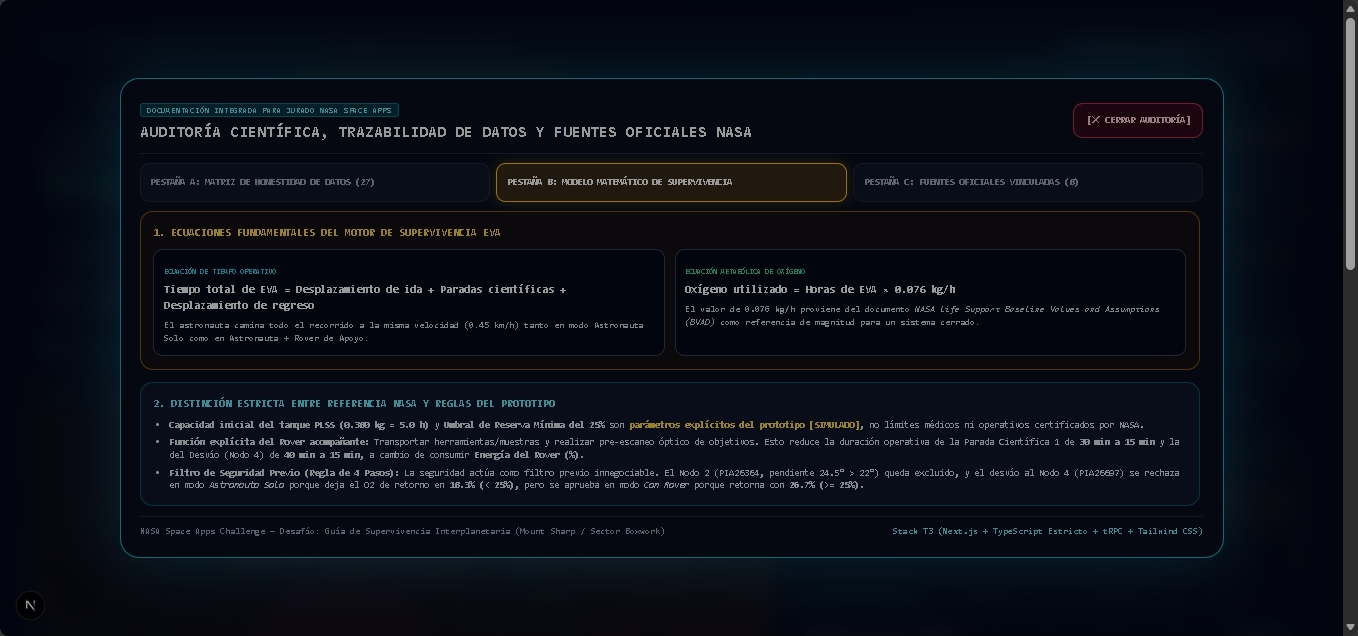 DOCUMENTACIÓN INTEGRADA PARA JURADO NASA SPACE APPS
AUDITORÍA CIENTÍFICA, TRAZABILIDAD DE DATOS Y FUENTES OFICIALES NASA
[X CERRAR AUDITORÍA]
PESTAÑA A: MATRIZ DE HONESTIDAD DE DATOS (27)
PESTAÑA B: MODELO MATEMÁTICO DE SUPERVIVENCIA
PESTAÑA C: FUENTES OFICIALES VINCULADAS (8)
1. ECUACIONES FUNDAMENTALES DEL MOTOR DE SUPERVIVENCIA EVA
ECUACIÓN DE TIEMPO OPERATIVO
Tiempo total de EVA = Desplazamiento de ida + Paradas científicas +
Desplazamiento de regreso
El astronauta camina todo el recorrido a la misma velocidad (0.45 km/h) tanto en modo Astronauta
Solo como en Astronauta + Rover de Apoyo.
ECUACIÓN METABÓLICA DE OXÍGENO
Oxígeno utilizado = Horas de EVA × 0.076 kg/h
El valor de 0.076 kg/h proviene del documento NASA Life Support Baseline Values and Assumptions
(BVAD) como referencia de magnitud para un sistema cerrado.
2. DISTINCIÓN ESTRICTA ENTRE REFERENCIA NASA Y REGLAS DEL PROTOTIPO
• Capacidad inicial del tanque PLSS (0.380 kg = 5.0 h) y Umbral de Reserva Mínima del 25% son parámetros explícitos del prototipo [SIMULADO], no límites médicos ni operativos certificados por NASA.
• Función explícita del Rover acompañante: Transportar herramientas/muestras y realizar pre-escaneo óptico de objetivos. Esto reduce la duración operativa de la Parada Científica 1 de 30 min a 15 min y la
del Desvío (Nodo 4) de 40 min a 15 min, a cambio de consumir Energía del Rover (%).
• Filtro de Seguridad Previo (Regla de 4 Pasos): La seguridad actúa como filtro previo innegociable. El Nodo 2 (PIA26364, pendiente 24.5° > 22°) queda excluido, y el desvío al Nodo 4 (PIA26697) se rechaza
en modo Astronauta Solo porque deja el O2 de retorno en 18.3% (< 25%), pero se aprueba en modo Con Rover porque retorna con 26.7% (>= 25%).
NASA Space Apps Challenge — Desafío: Guía de Supervivencia Interplanetaria (Mount Sharp / Sector Boxwork)
Stack T3 (Next.js + TypeScript Estricto + tRPC + Tailwind CSS)
N